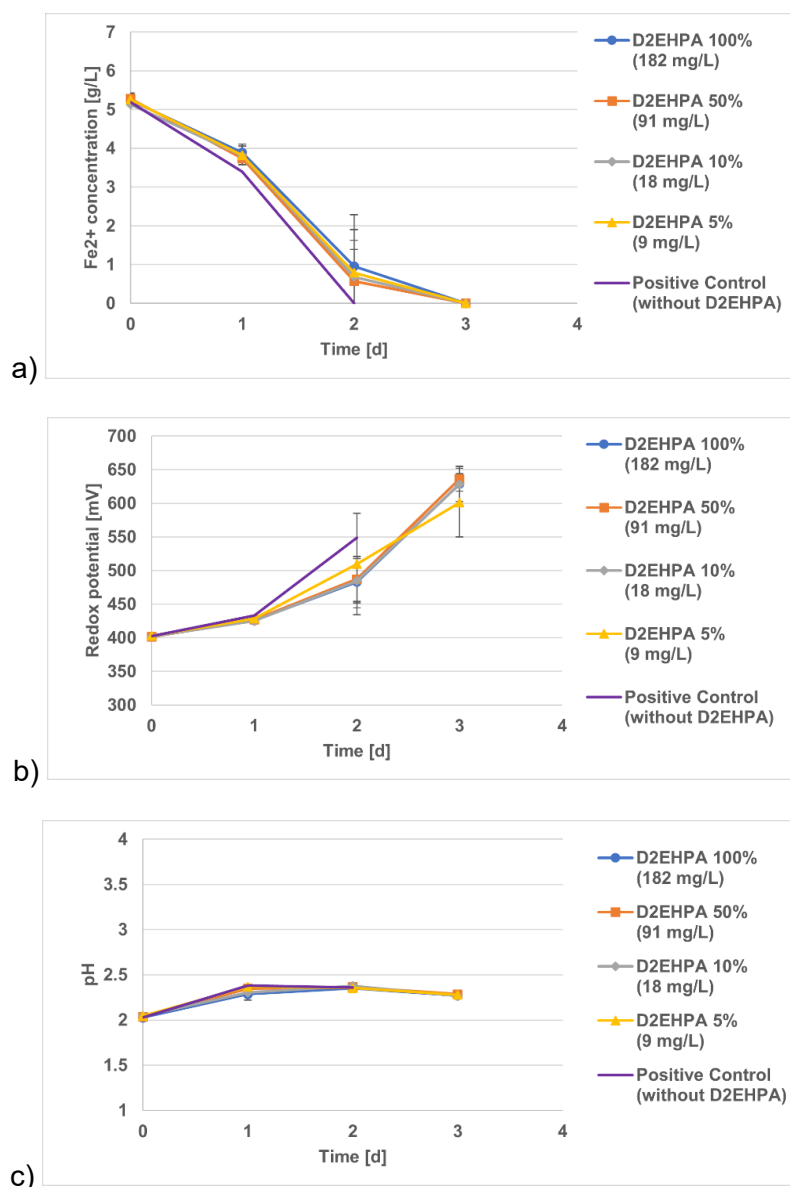 7
6
5
4
3
2
1
0
Fe2+ concentration [g/L]
0 1 2 3 4
Time [d]
D2EHPA 100%
(182 mg/L)
D2EHPA 50%
(91 mg/L)
D2EHPA 10%
(18 mg/L)
D2EHPA 5%
(9 mg/L)
Positive Control
(without D2EHPA)
a)
700
650
600
550
500
450
400
350
300
Redox potential [mV]
0 1 2 3 4
Time [d]
D2EHPA 100%
(182 mg/L)
D2EHPA 50%
(91 mg/L)
D2EHPA 10%
(18 mg/L)
D2EHPA 5%
(9 mg/L)
Positive Control
(without D2EHPA)
b)
4
3.5
3
2.5
2
1.5
1
pH
0 1 2 3 4
Time [d]
D2EHPA 100%
(182 mg/L)
D2EHPA 50%
(91 mg/L)
D2EHPA 10%
(18 mg/L)
D2EHPA 5%
(9 mg/L)
Positive Control
(without D2EHPA)
c)